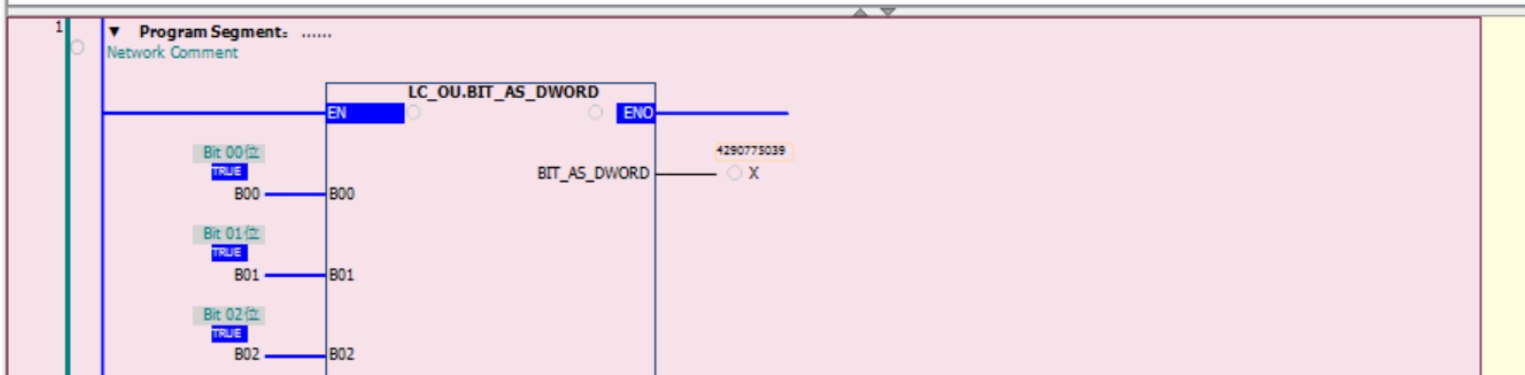 1
▼ Program Segment： ......
Network Comment
LC_OU.BIT_AS_DWORD
EN ENO
Bit 00位 4290775039
TRUE BIT_AS_DWORD X
B00 B00
Bit 01位
TRUE
B01 B01
Bit 02位
TRUE
B02 B02